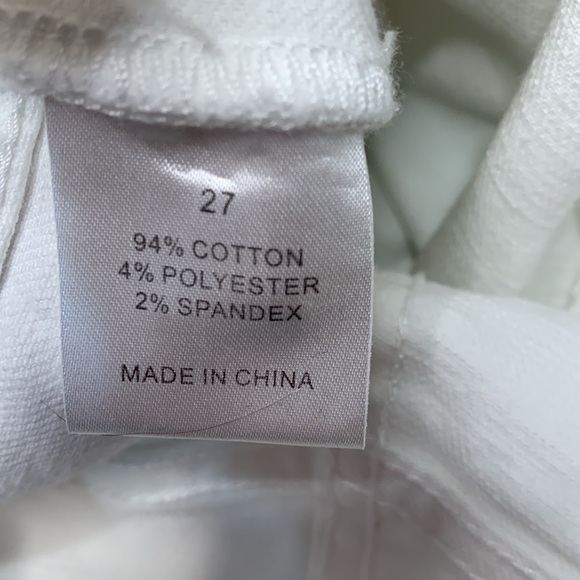 27
94% COTTON
4% POLYESTER
2% SPANDEX
MADE IN CHINA